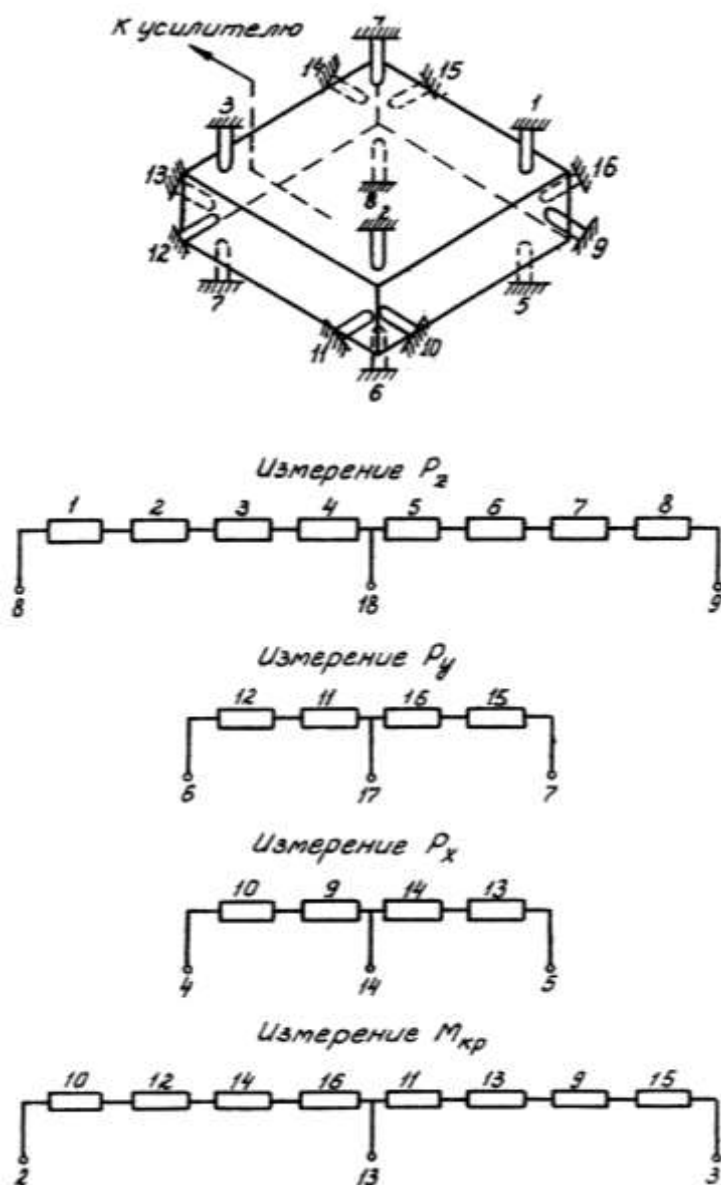 К усилителю
7
14
15
3
1
13
16
8
2
12
9
7
5
11
10
6
Измерение Pz
1 2 3 4 5 6 7 8
8 18 9
Измерение Py
12 11 16 15
6 17 7
Измерение Px
10 9 14 13
4 14 5
Измерение Mкр
10 12 14 16 11 13 9 15
2 13 3